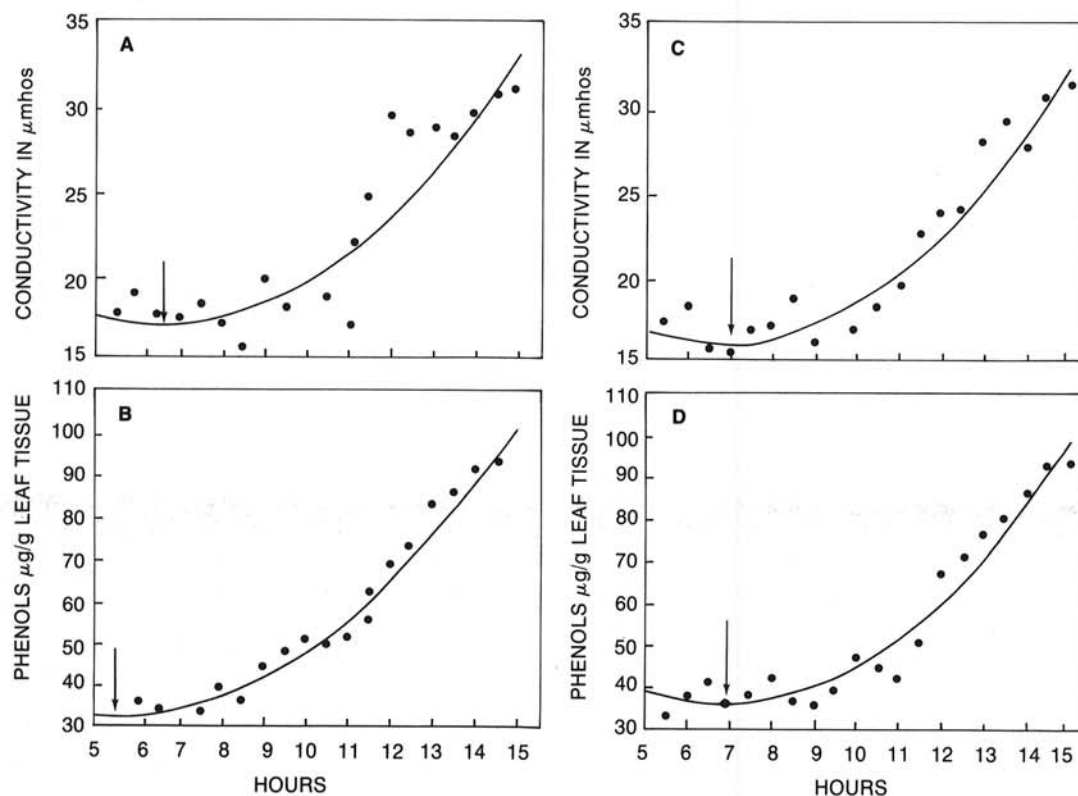 A
CONDUCTIVITY IN µmhos
35
30
25
20
15
C
CONDUCTIVITY IN µmhos
35
30
25
20
15
B
PHENOLS µg/g LEAF TISSUE
110
100
90
80
70
60
50
40
30
5 6 7 8 9 10 11 12 13 14 15
HOURS
D
PHENOLS µg/g LEAF TISSUE
110
100
90
80
70
60
50
40
30
5 6 7 8 9 10 11 12 13 14 15
HOURS